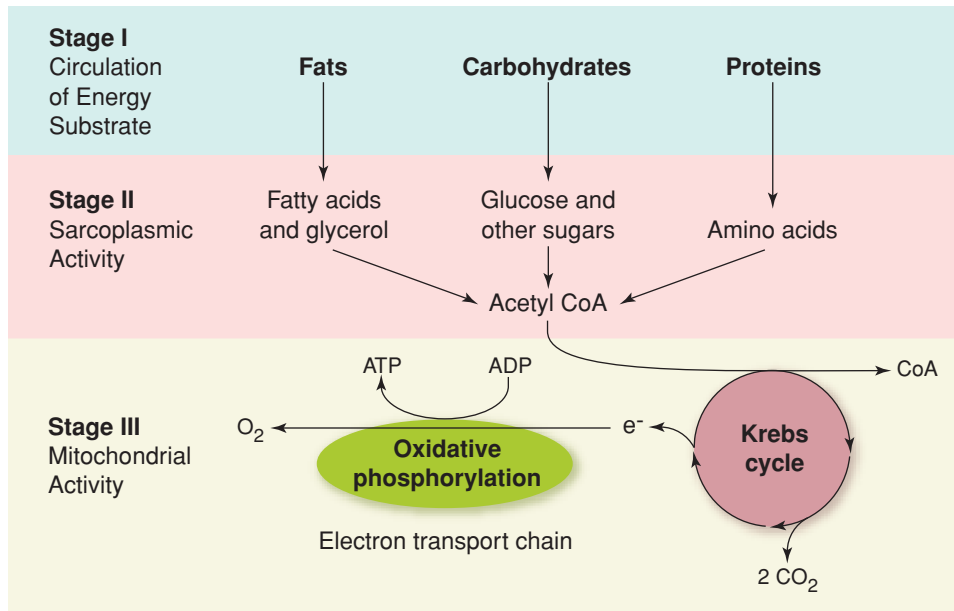 Stage I
Circulation
of Energy
Substrate
Fats
Carbohydrates
Proteins
Stage II
Sarcoplasmic
Activity
Fatty acids
and glycerol
Glucose and
other sugars
Amino acids
Acetyl CoA
Stage III
Mitochondrial
Activity
ATP
ADP
CoA
O₂
e⁻
Oxidative
phosphorylation
Krebs
cycle
Electron transport chain
2 CO₂